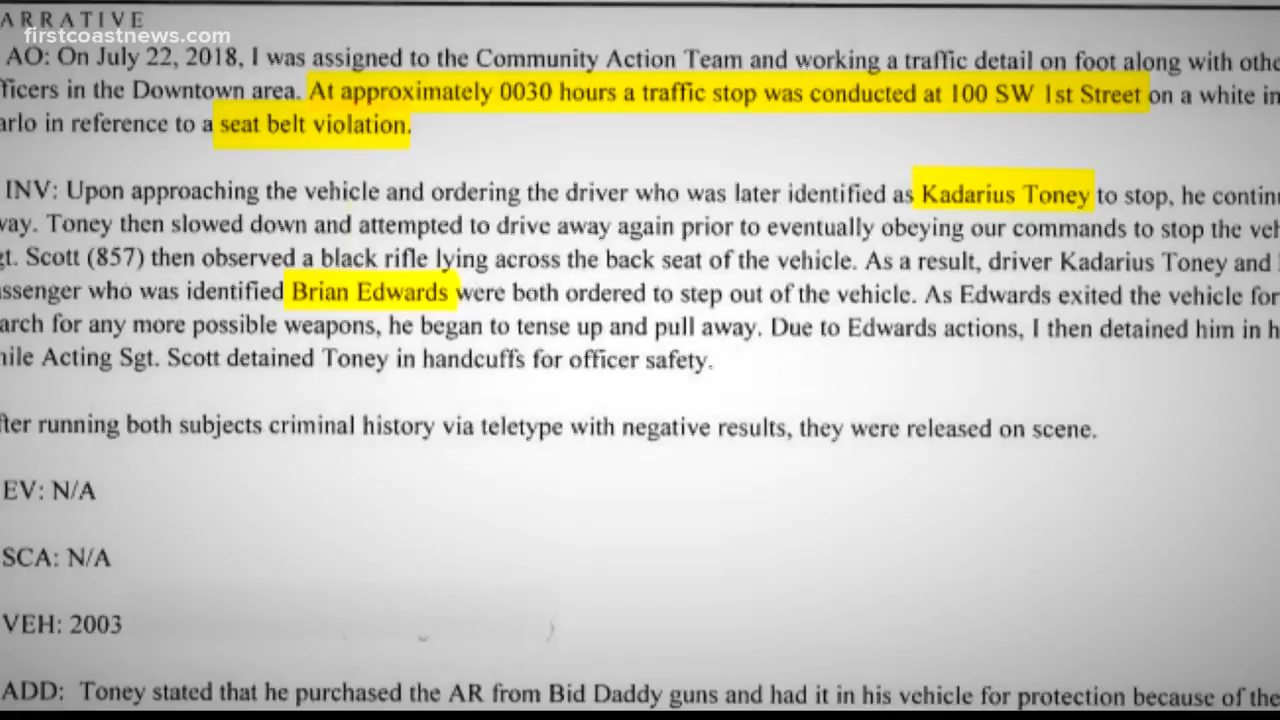 ARRATIVE
firstcoastnews.com
AO: On July 22, 2018, I was assigned to the Community Action Team and working a traffic detail on foot along with othe
fficers in the Downtown area. At approximately 0030 hours a traffic stop was conducted at 100 SW 1st Street on a white in
arlo in reference to a seat belt violation.
INV: Upon approaching the vehicle and ordering the driver who was later identified as Kadarius Toney to stop, he continu
way. Toney then slowed down and attempted to drive away again prior to eventually obeying our commands to stop the veh
gt. Scott (857) then observed a black rifle lying across the back seat of the vehicle. As a result, driver Kadarius Toney and
assenger who was identified Brian Edwards were both ordered to step out of the vehicle. As Edwards exited the vehicle for
arch for any more possible weapons, he began to tense up and pull away. Due to Edwards actions, I then detained him in h
hile Acting Sgt. Scott detained Toney in handcuffs for officer safety.
fter running both subjects criminal history via teletype with negative results, they were released on scene.
EV: N/A
SCA: N/A
VEH: 2003
ADD: Toney stated that he purchased the AR from Bid Daddy guns and had it in his vehicle for protection because of the